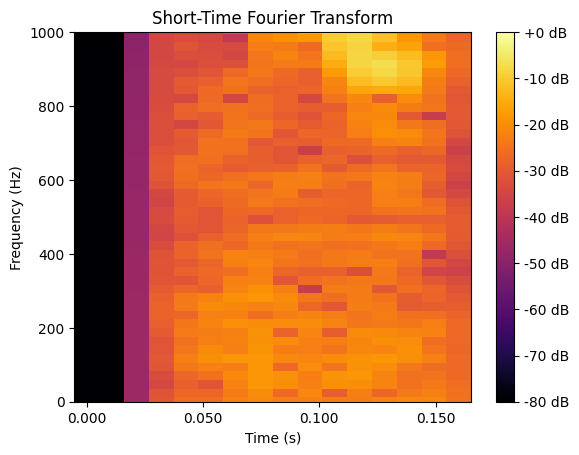 Short-Time Fourier Transform
Frequency (Hz)
1000
800
600
400
200
0
0.000
0.050
0.100
0.150
Time (s)
+0 dB
-10 dB
-20 dB
-30 dB
-40 dB
-50 dB
-60 dB
-70 dB
-80 dB